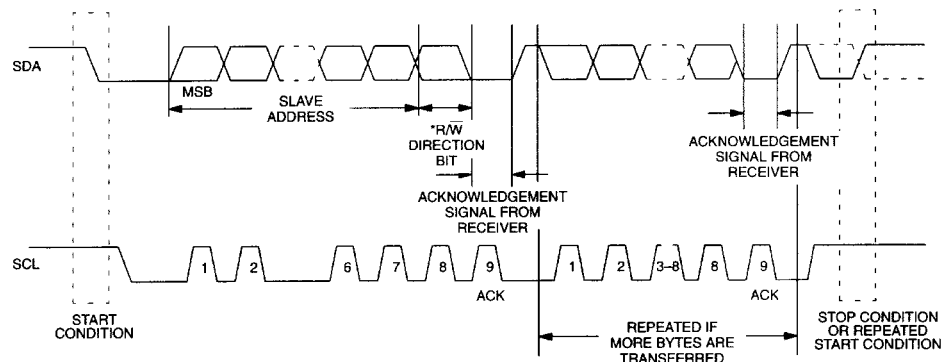 SDA
MSB
SLAVE
ADDRESS
*R/W̅
DIRECTION
BIT
ACKNOWLEDGEMENT
SIGNAL FROM
RECEIVER
ACKNOWLEDGEMENT
SIGNAL FROM
RECEIVER
SCL
1 2 6 7 8 9 1 2 3–8 8 9
ACK
ACK
START
CONDITION
REPEATED IF
MORE BYTES ARE
TRANSFERRED
STOP CONDITION
OR REPEATED
START CONDITION